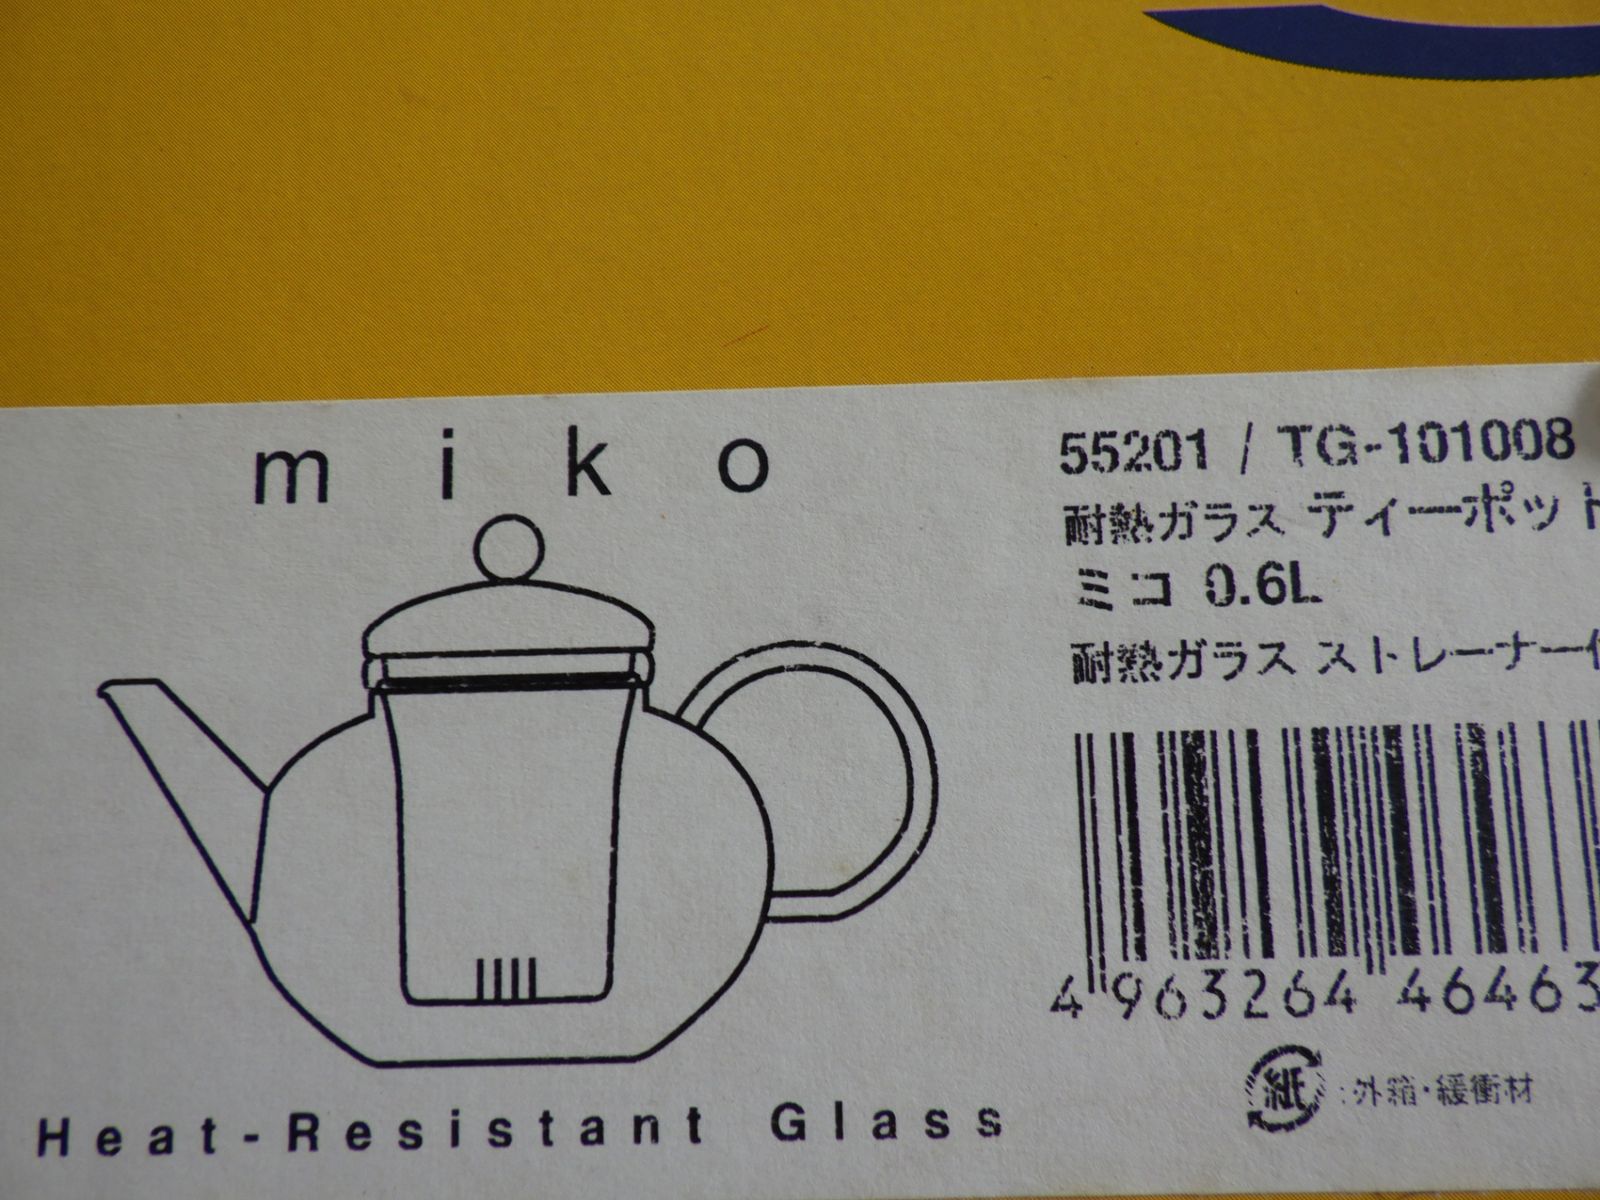 miko
55201 / TG-101008
耐熱ガラス ティーポット
ミコ 0.6L
耐熱ガラス ストレーナー付
4 963264 46463
紙:外箱・緩衝材
Heat-Resistant Glass